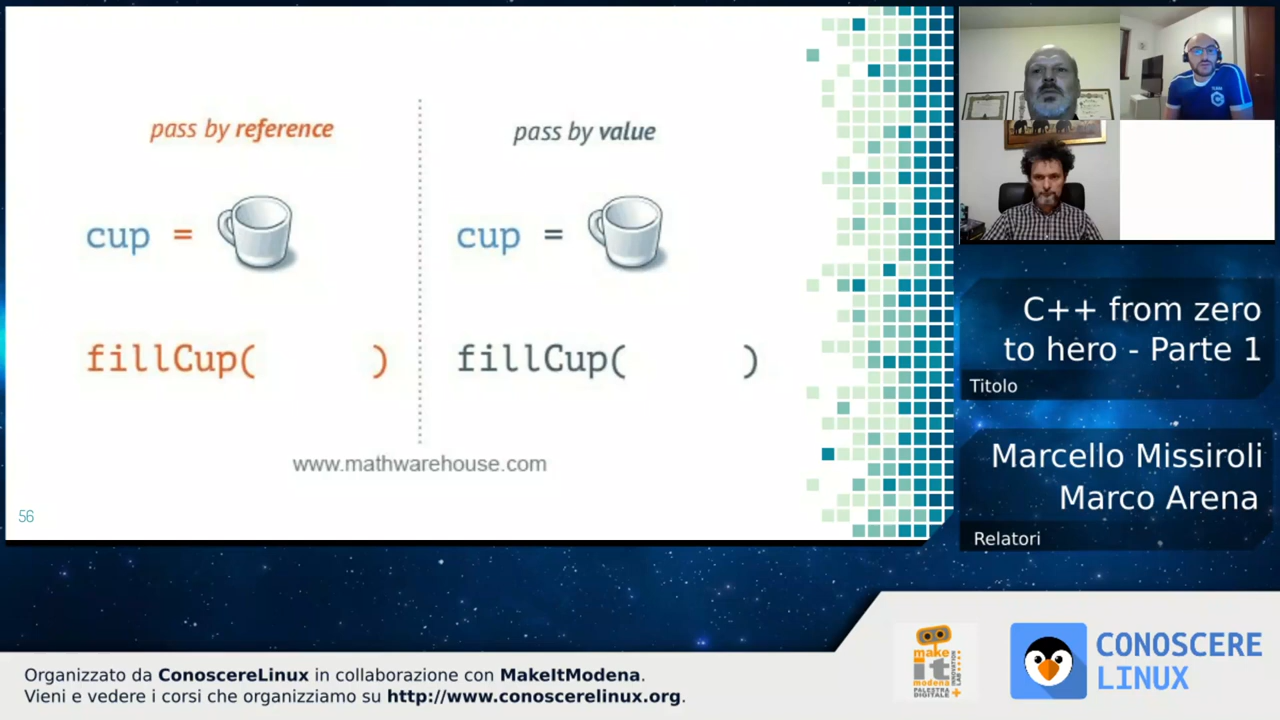 pass by reference
pass by value
cup =
cup =
fillCup( )
fillCup( )
www.mathwarehouse.com
56
C++ from zero
to hero - Parte 1
Titolo
Marcello Missiroli
Marco Arena
Relatori
Organizzato da ConoscereLinux in collaborazione con MakeItModena.
Vieni e vedere i corsi che organizziamo su http://www.conoscerelinux.org.
make
it
modena
PALESTRA
DIGITALE
INNOVATION
LAB
CONOSCERE
LINUX